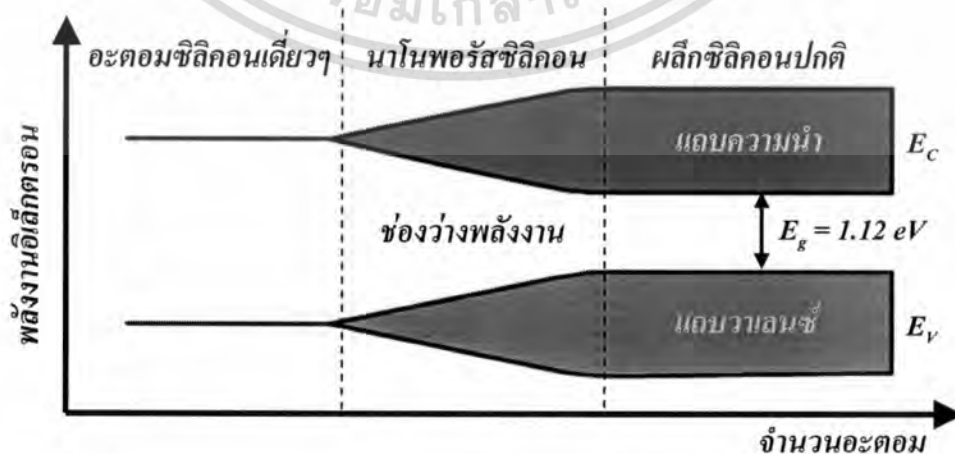 อะตอมซิลิคอนเดี่ยวๆ นาโนพอรัสซิลิคอน ผลึกซิลิคอนปกติ
พลังงานอิเล็กตรอน
แถบความนำ E_C
ช่องว่างพลังงาน E_g = 1.12 eV
แถบวาเลนซ์ E_V
จำนวนอะตอม